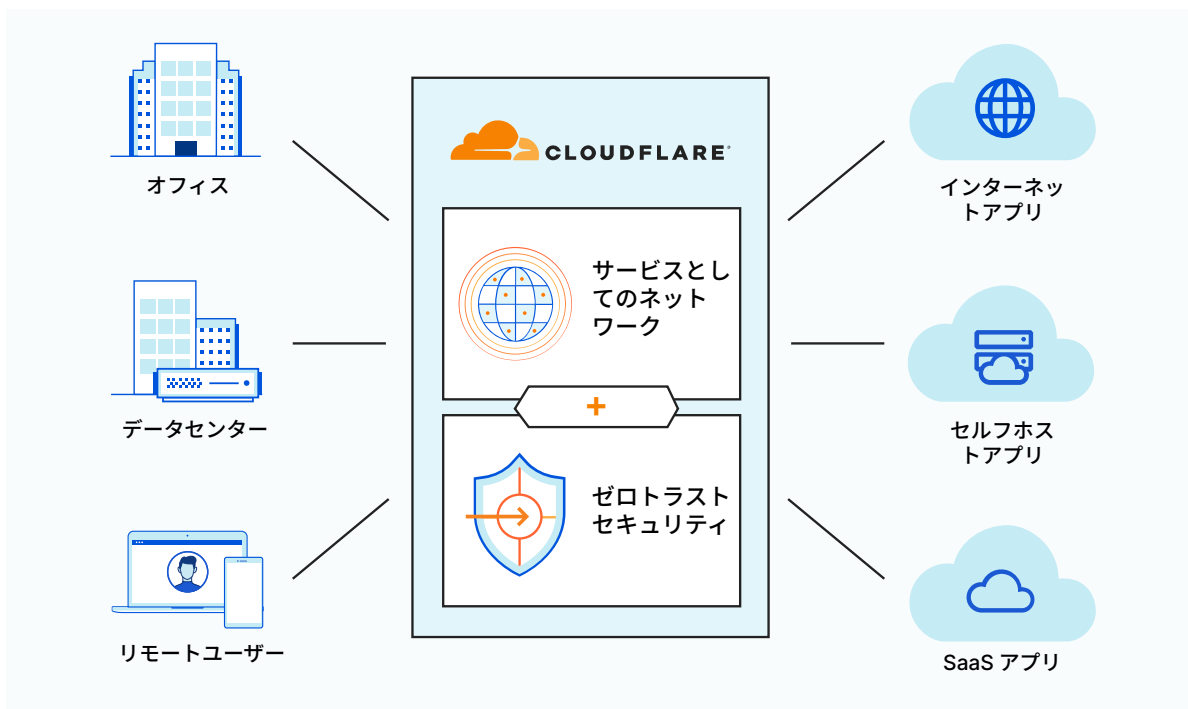 オフィス
データセンター
リモートユーザー
CLOUDFLARE®
サービスとし
てのネット
ワーク
+
ゼロトラスト
セキュリティ
インターネッ
トアプリ
セルフホス
トアプリ
SaaS アプリ